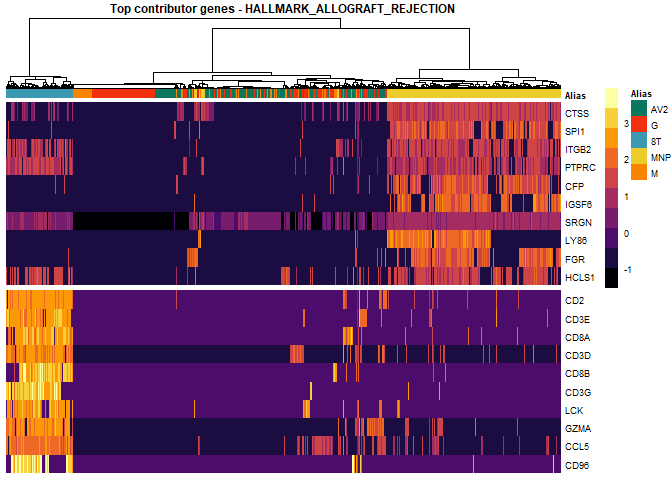 Top contributor genes - HALLMARK_ALLOGRAFT_REJECTION
Alias
CTSS
SPI1
ITGB2
PTPRC
CFP
IGSF6
SRGN
LY86
FGR
HCLS1
CD2
CD3E
CD8A
CD3D
CD8B
CD3G
LCK
GZMA
CCL5
CD96
3
2
1
0
-1
Alias
AV2
G
8T
MNP
M